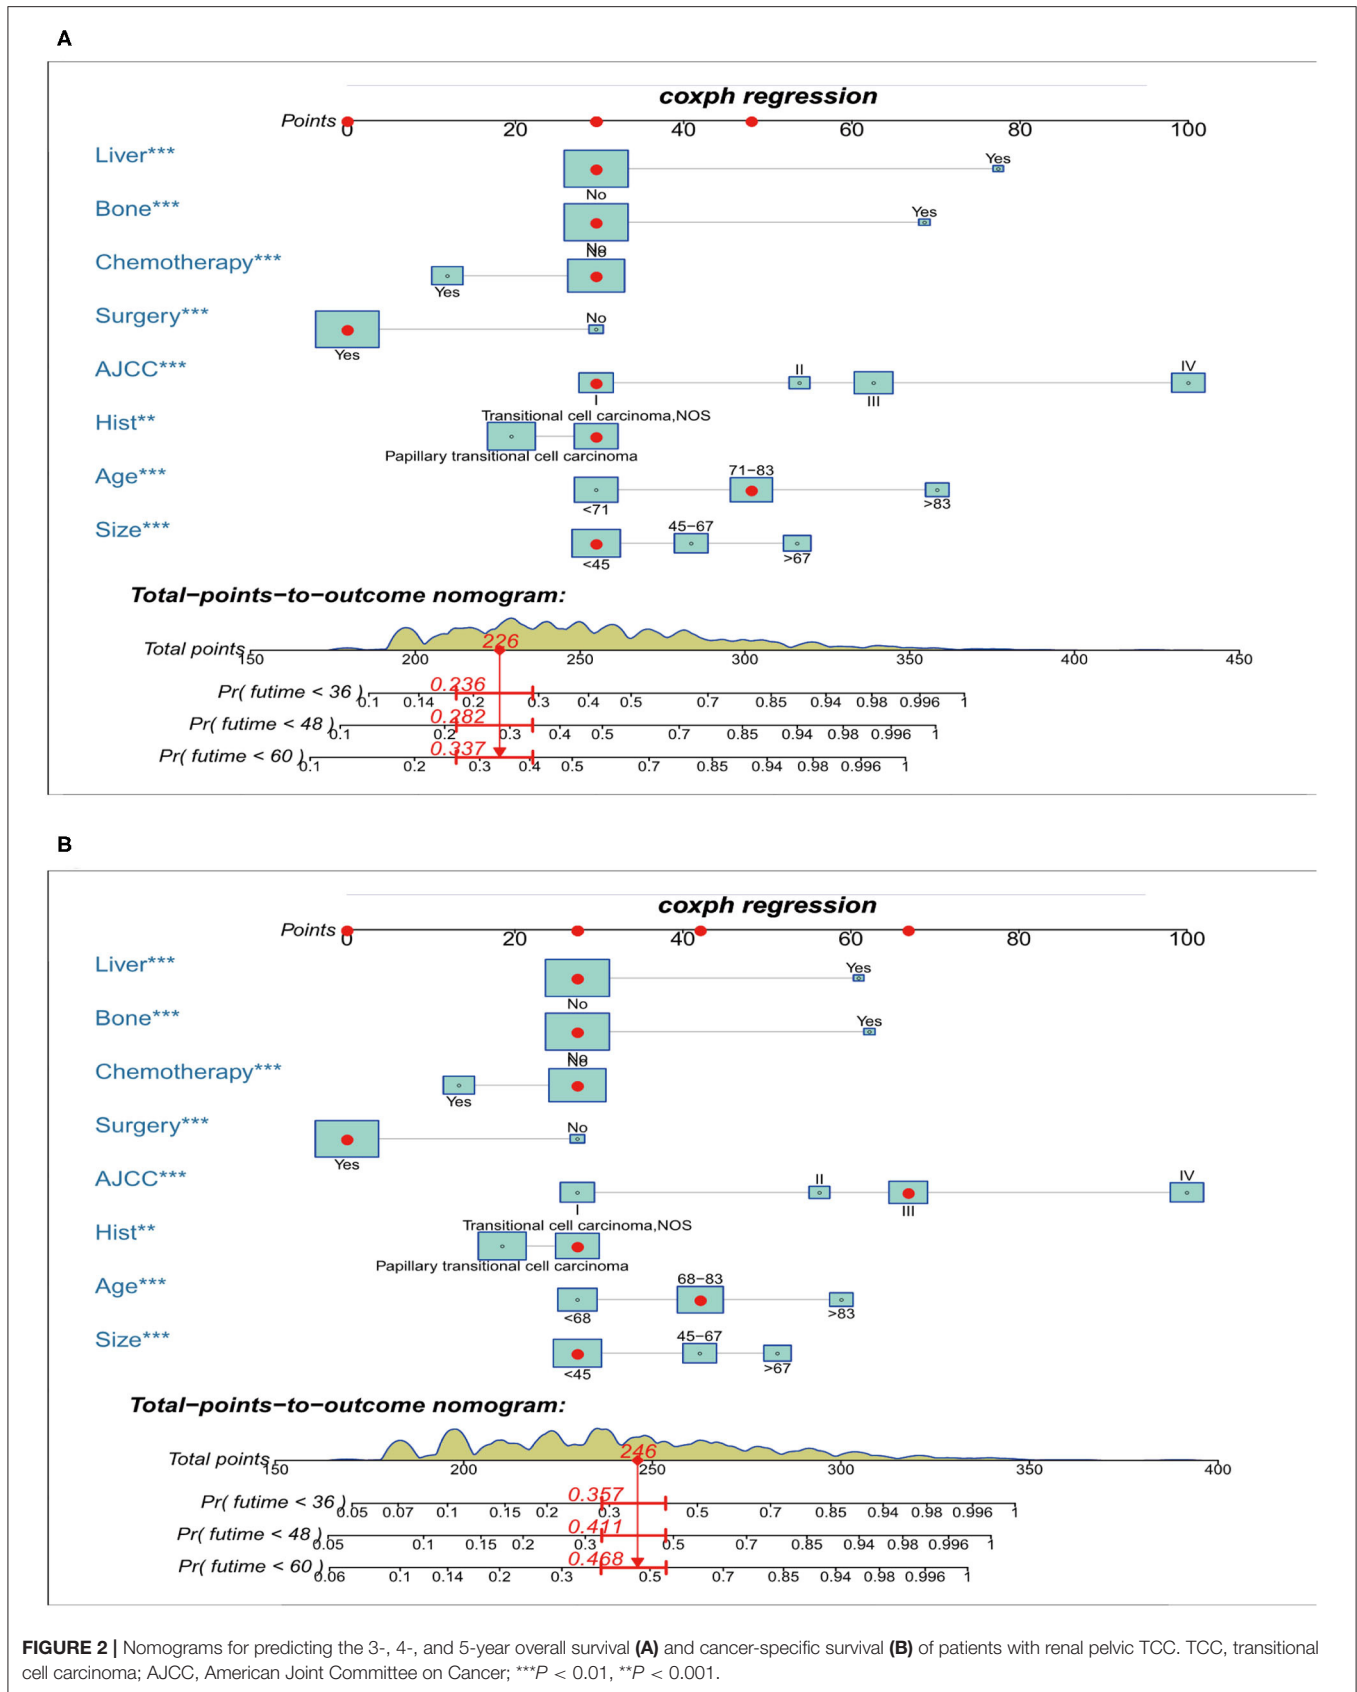 A
coxph regression
Points
0 20 40 60 80 100
Liver***
Yes
No
Bone***
Yes
No
Chemotherapy***
No
Yes
Surgery***
No
Yes
AJCC***
II IV
I III
Hist**
Transitional cell carcinoma,NOS
Papillary transitional cell carcinoma
Age***
71−83
<71 >83
Size***
45−67
<45 >67
Total−points−to−outcome nomogram:
226
Total points
150 200 250 300 350 400 450
0.236
Pr( futime < 36 )
0.1 0.14 0.2 0.3 0.4 0.5 0.7 0.85 0.94 0.98 0.996 1
0.282
Pr( futime < 48 )
0.1 0.2 0.3 0.4 0.5 0.7 0.85 0.94 0.98 0.996 1
0.337
Pr( futime < 60 )
0.1 0.2 0.3 0.4 0.5 0.7 0.85 0.94 0.98 0.996 1
B
coxph regression
Points
0 20 40 60 80 100
Liver***
Yes
No
Bone***
Yes
No
Chemotherapy***
No
Yes
Surgery***
No
Yes
AJCC***
II IV
I III
Hist**
Transitional cell carcinoma,NOS
Papillary transitional cell carcinoma
Age***
68−83
<68 >83
Size***
45−67
<45 >67
Total−points−to−outcome nomogram:
246
Total points
150 200 250 300 350 400
0.357
Pr( futime < 36 )
0.05 0.07 0.1 0.15 0.2 0.3 0.5 0.7 0.85 0.94 0.98 0.996 1
0.411
Pr( futime < 48 )
0.05 0.1 0.15 0.2 0.3 0.5 0.7 0.85 0.94 0.98 0.996 1
0.468
Pr( futime < 60 )
0.06 0.1 0.14 0.2 0.3 0.5 0.7 0.85 0.94 0.98 0.996 1
FIGURE 2 | Nomograms for predicting the 3-, 4-, and 5-year overall survival (A) and cancer-specific survival (B) of patients with renal pelvic TCC. TCC, transitional
cell carcinoma; AJCC, American Joint Committee on Cancer; ***P < 0.01, **P < 0.001.